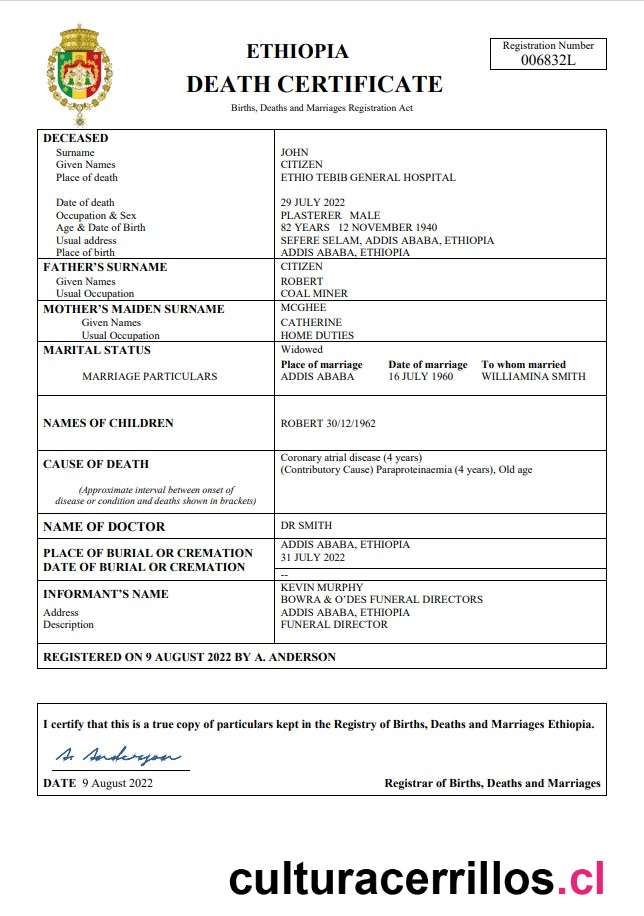 ETHIOPIA
DEATH CERTIFICATE
Births, Deaths and Marriages Registration Act
Registration Number
006832L
DECEASED
Surname JOHN
Given Names CITIZEN
Place of death ETHIO TEBIB GENERAL HOSPITAL
Date of death 29 JULY 2022
Occupation & Sex PLASTERER MALE
Age & Date of Birth 82 YEARS 12 NOVEMBER 1940
Usual address SEFERE SELAM, ADDIS ABABA, ETHIOPIA
Place of birth ADDIS ABABA, ETHIOPIA
FATHER'S SURNAME CITIZEN
Given Names ROBERT
Usual Occupation COAL MINER
MOTHER'S MAIDEN SURNAME MCGHEE
Given Names CATHERINE
Usual Occupation HOME DUTIES
MARITAL STATUS Widowed
Place of marriage Date of marriage To whom married
MARRIAGE PARTICULARS ADDIS ABABA 16 JULY 1960 WILLIAMINA SMITH
NAMES OF CHILDREN ROBERT 30/12/1962
CAUSE OF DEATH
Coronary atrial disease (4 years)
(Contributory Cause) Paraproteinaemia (4 years), Old age
(Approximate interval between onset of
disease or condition and deaths shown in brackets)
NAME OF DOCTOR DR SMITH
PLACE OF BURIAL OR CREMATION ADDIS ABABA, ETHIOPIA
DATE OF BURIAL OR CREMATION 31 JULY 2022
--
INFORMANT'S NAME KEVIN MURPHY
BOWRA & O'DES FUNERAL DIRECTORS
Address ADDIS ABABA, ETHIOPIA
Description FUNERAL DIRECTOR
REGISTERED ON 9 AUGUST 2022 BY A. ANDERSON
I certify that this is a true copy of particulars kept in the Registry of Births, Deaths and Marriages Ethiopia.
A. Anderson
DATE 9 August 2022 Registrar of Births, Deaths and Marriages
culturacerrillos.cl